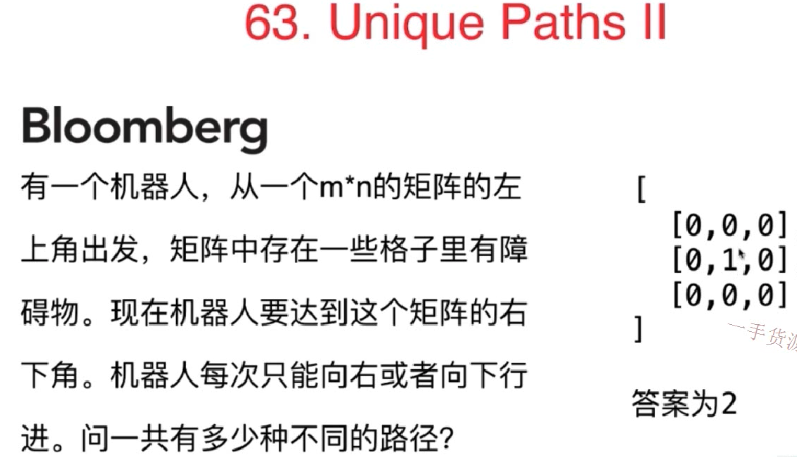 63. Unique Paths II
Bloomberg
有一个机器人，从一个m*n的矩阵的左
上角出发，矩阵中存在一些格子里有障
碍物。现在机器人要达到这个矩阵的右
下角。机器人每次只能向右或者向下行
进。问一共有多少种不同的路径？
[
[0,0,0]
[0,1,0]
[0,0,0]
]
一手货源
答案为2